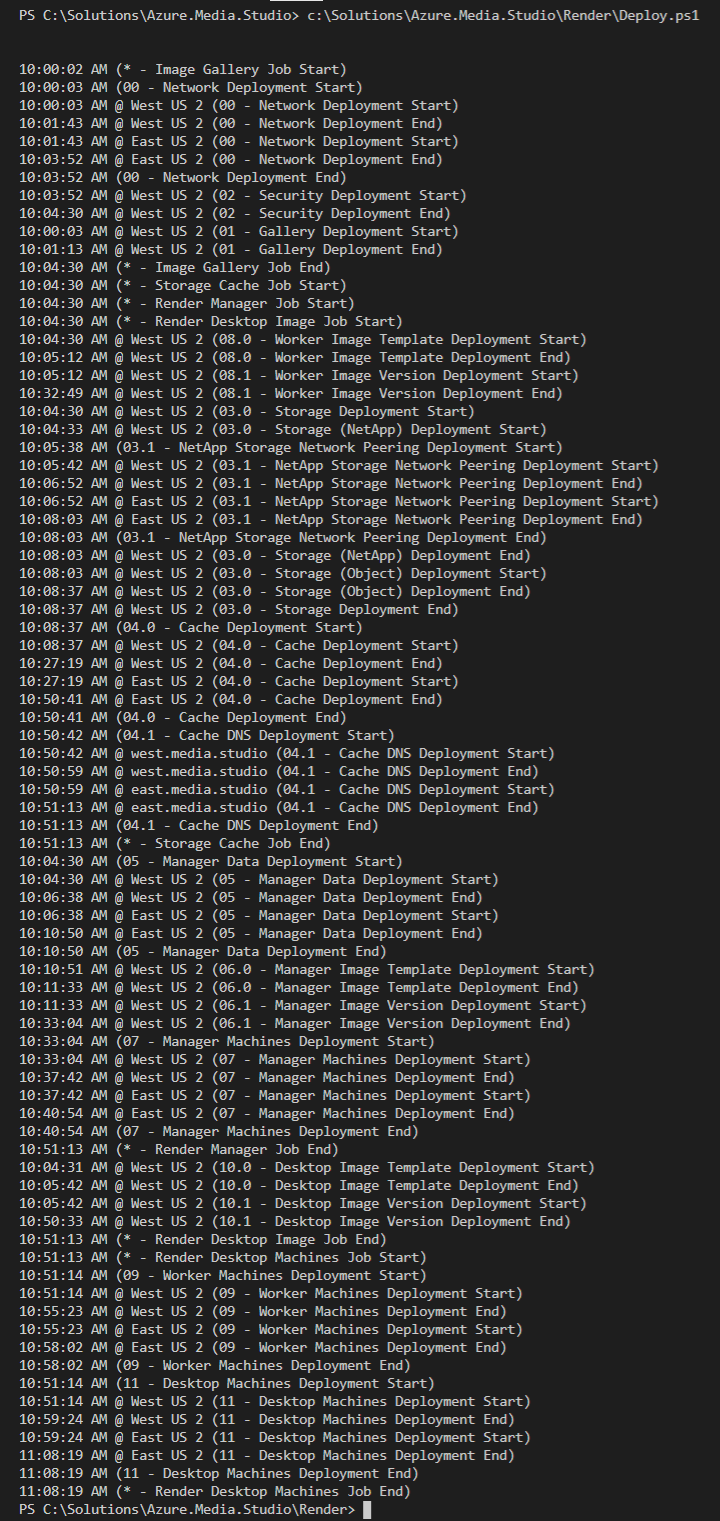 PS C:\Solutions\Azure.Media.Studio> c:\Solutions\Azure.Media.Studio\Render\Deploy.ps1
10:00:02 AM (* - Image Gallery Job Start)
10:00:03 AM (00 - Network Deployment Start)
10:00:03 AM @ West US 2 (00 - Network Deployment Start)
10:01:43 AM @ West US 2 (00 - Network Deployment End)
10:01:43 AM @ East US 2 (00 - Network Deployment Start)
10:03:52 AM @ East US 2 (00 - Network Deployment End)
10:03:52 AM (00 - Network Deployment End)
10:03:52 AM @ West US 2 (02 - Security Deployment Start)
10:04:30 AM @ West US 2 (02 - Security Deployment End)
10:00:03 AM @ West US 2 (01 - Gallery Deployment Start)
10:01:13 AM @ West US 2 (01 - Gallery Deployment End)
10:04:30 AM (* - Image Gallery Job End)
10:04:30 AM (* - Storage Cache Job Start)
10:04:30 AM (* - Render Manager Job Start)
10:04:30 AM (* - Render Desktop Image Job Start)
10:04:30 AM @ West US 2 (08.0 - Worker Image Template Deployment Start)
10:05:12 AM @ West US 2 (08.0 - Worker Image Template Deployment End)
10:05:12 AM @ West US 2 (08.1 - Worker Image Version Deployment Start)
10:32:49 AM @ West US 2 (08.1 - Worker Image Version Deployment End)
10:04:30 AM @ West US 2 (03.0 - Storage Deployment Start)
10:04:33 AM @ West US 2 (03.0 - Storage (NetApp) Deployment Start)
10:05:38 AM (03.1 - NetApp Storage Network Peering Deployment Start)
10:05:42 AM @ West US 2 (03.1 - NetApp Storage Network Peering Deployment Start)
10:06:52 AM @ West US 2 (03.1 - NetApp Storage Network Peering Deployment End)
10:06:52 AM @ East US 2 (03.1 - NetApp Storage Network Peering Deployment Start)
10:08:03 AM @ East US 2 (03.1 - NetApp Storage Network Peering Deployment End)
10:08:03 AM (03.1 - NetApp Storage Network Peering Deployment End)
10:08:03 AM @ West US 2 (03.0 - Storage (NetApp) Deployment End)
10:08:03 AM @ West US 2 (03.0 - Storage (Object) Deployment Start)
10:08:37 AM @ West US 2 (03.0 - Storage (Object) Deployment End)
10:08:37 AM @ West US 2 (03.0 - Storage Deployment End)
10:08:37 AM (04.0 - Cache Deployment Start)
10:08:37 AM @ West US 2 (04.0 - Cache Deployment Start)
10:27:19 AM @ West US 2 (04.0 - Cache Deployment End)
10:27:19 AM @ East US 2 (04.0 - Cache Deployment Start)
10:50:41 AM @ East US 2 (04.0 - Cache Deployment End)
10:50:41 AM (04.0 - Cache Deployment End)
10:50:42 AM (04.1 - Cache DNS Deployment Start)
10:50:42 AM @ west.media.studio (04.1 - Cache DNS Deployment Start)
10:50:59 AM @ west.media.studio (04.1 - Cache DNS Deployment End)
10:50:59 AM @ east.media.studio (04.1 - Cache DNS Deployment Start)
10:51:13 AM @ east.media.studio (04.1 - Cache DNS Deployment End)
10:51:13 AM (04.1 - Cache DNS Deployment End)
10:51:13 AM (* - Storage Cache Job End)
10:04:30 AM (05 - Manager Data Deployment Start)
10:04:30 AM @ West US 2 (05 - Manager Data Deployment Start)
10:06:38 AM @ West US 2 (05 - Manager Data Deployment End)
10:06:38 AM @ East US 2 (05 - Manager Data Deployment Start)
10:10:50 AM @ East US 2 (05 - Manager Data Deployment End)
10:10:50 AM (05 - Manager Data Deployment End)
10:10:51 AM @ West US 2 (06.0 - Manager Image Template Deployment Start)
10:11:33 AM @ West US 2 (06.0 - Manager Image Template Deployment End)
10:11:33 AM @ West US 2 (06.1 - Manager Image Version Deployment Start)
10:33:04 AM @ West US 2 (06.1 - Manager Image Version Deployment End)
10:33:04 AM (07 - Manager Machines Deployment Start)
10:33:04 AM @ West US 2 (07 - Manager Machines Deployment Start)
10:37:42 AM @ West US 2 (07 - Manager Machines Deployment End)
10:37:42 AM @ East US 2 (07 - Manager Machines Deployment Start)
10:40:54 AM @ East US 2 (07 - Manager Machines Deployment End)
10:40:54 AM (07 - Manager Machines Deployment End)
10:51:13 AM (* - Render Manager Job End)
10:04:31 AM @ West US 2 (10.0 - Desktop Image Template Deployment Start)
10:05:42 AM @ West US 2 (10.0 - Desktop Image Template Deployment End)
10:05:42 AM @ West US 2 (10.1 - Desktop Image Version Deployment Start)
10:50:33 AM @ West US 2 (10.1 - Desktop Image Version Deployment End)
10:51:13 AM (* - Render Desktop Image Job End)
10:51:13 AM (* - Render Desktop Machines Job Start)
10:51:14 AM (09 - Worker Machines Deployment Start)
10:51:14 AM @ West US 2 (09 - Worker Machines Deployment Start)
10:55:23 AM @ West US 2 (09 - Worker Machines Deployment End)
10:55:23 AM @ East US 2 (09 - Worker Machines Deployment Start)
10:58:02 AM @ East US 2 (09 - Worker Machines Deployment End)
10:58:02 AM (09 - Worker Machines Deployment End)
10:51:14 AM (11 - Desktop Machines Deployment Start)
10:51:14 AM @ West US 2 (11 - Desktop Machines Deployment Start)
10:59:24 AM @ West US 2 (11 - Desktop Machines Deployment End)
10:59:24 AM @ East US 2 (11 - Desktop Machines Deployment Start)
11:08:19 AM @ East US 2 (11 - Desktop Machines Deployment End)
11:08:19 AM (11 - Desktop Machines Deployment End)
11:08:19 AM (* - Render Desktop Machines Job End)
PS C:\Solutions\Azure.Media.Studio\Render>